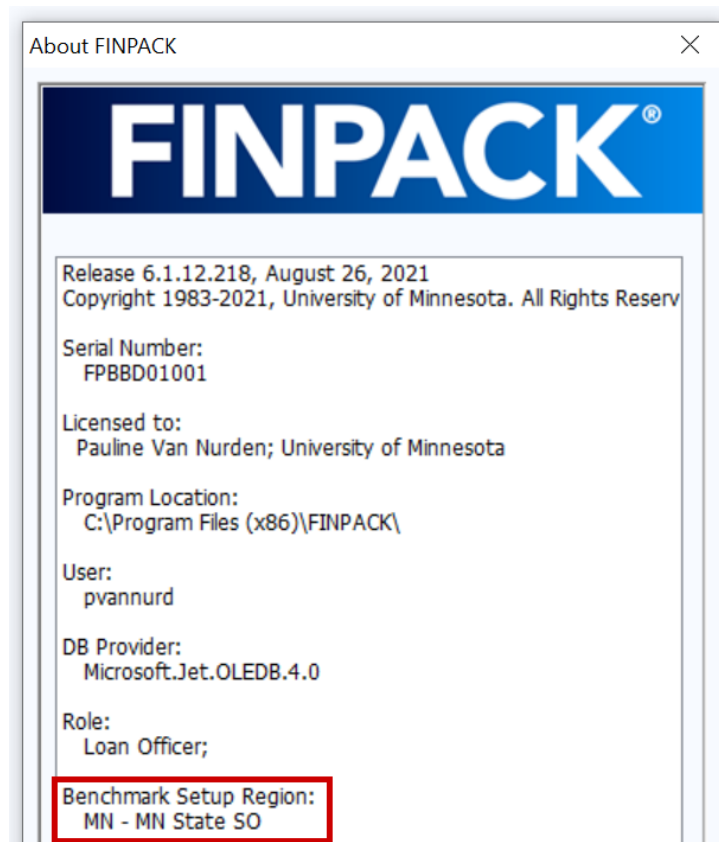 About FINPACK
FINPACK®
Release 6.1.12.218, August 26, 2021
Copyright 1983-2021, University of Minnesota. All Rights Reserv
Serial Number:
FPBBD01001
Licensed to:
Pauline Van Nurden; University of Minnesota
Program Location:
C:\Program Files (x86)\FINPACK\
User:
pvannurd
DB Provider:
Microsoft.Jet.OLEDB.4.0
Role:
Loan Officer;
Benchmark Setup Region:
MN - MN State SO